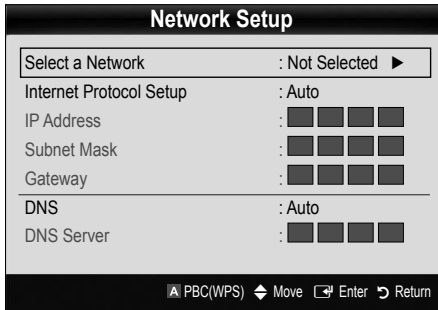 Network Setup
Select a Network : Not Selected ►
Internet Protocol Setup : Auto
IP Address :
Subnet Mask :
Gateway :
DNS : Auto
DNS Server :
A PBC(WPS) Move Enter Return